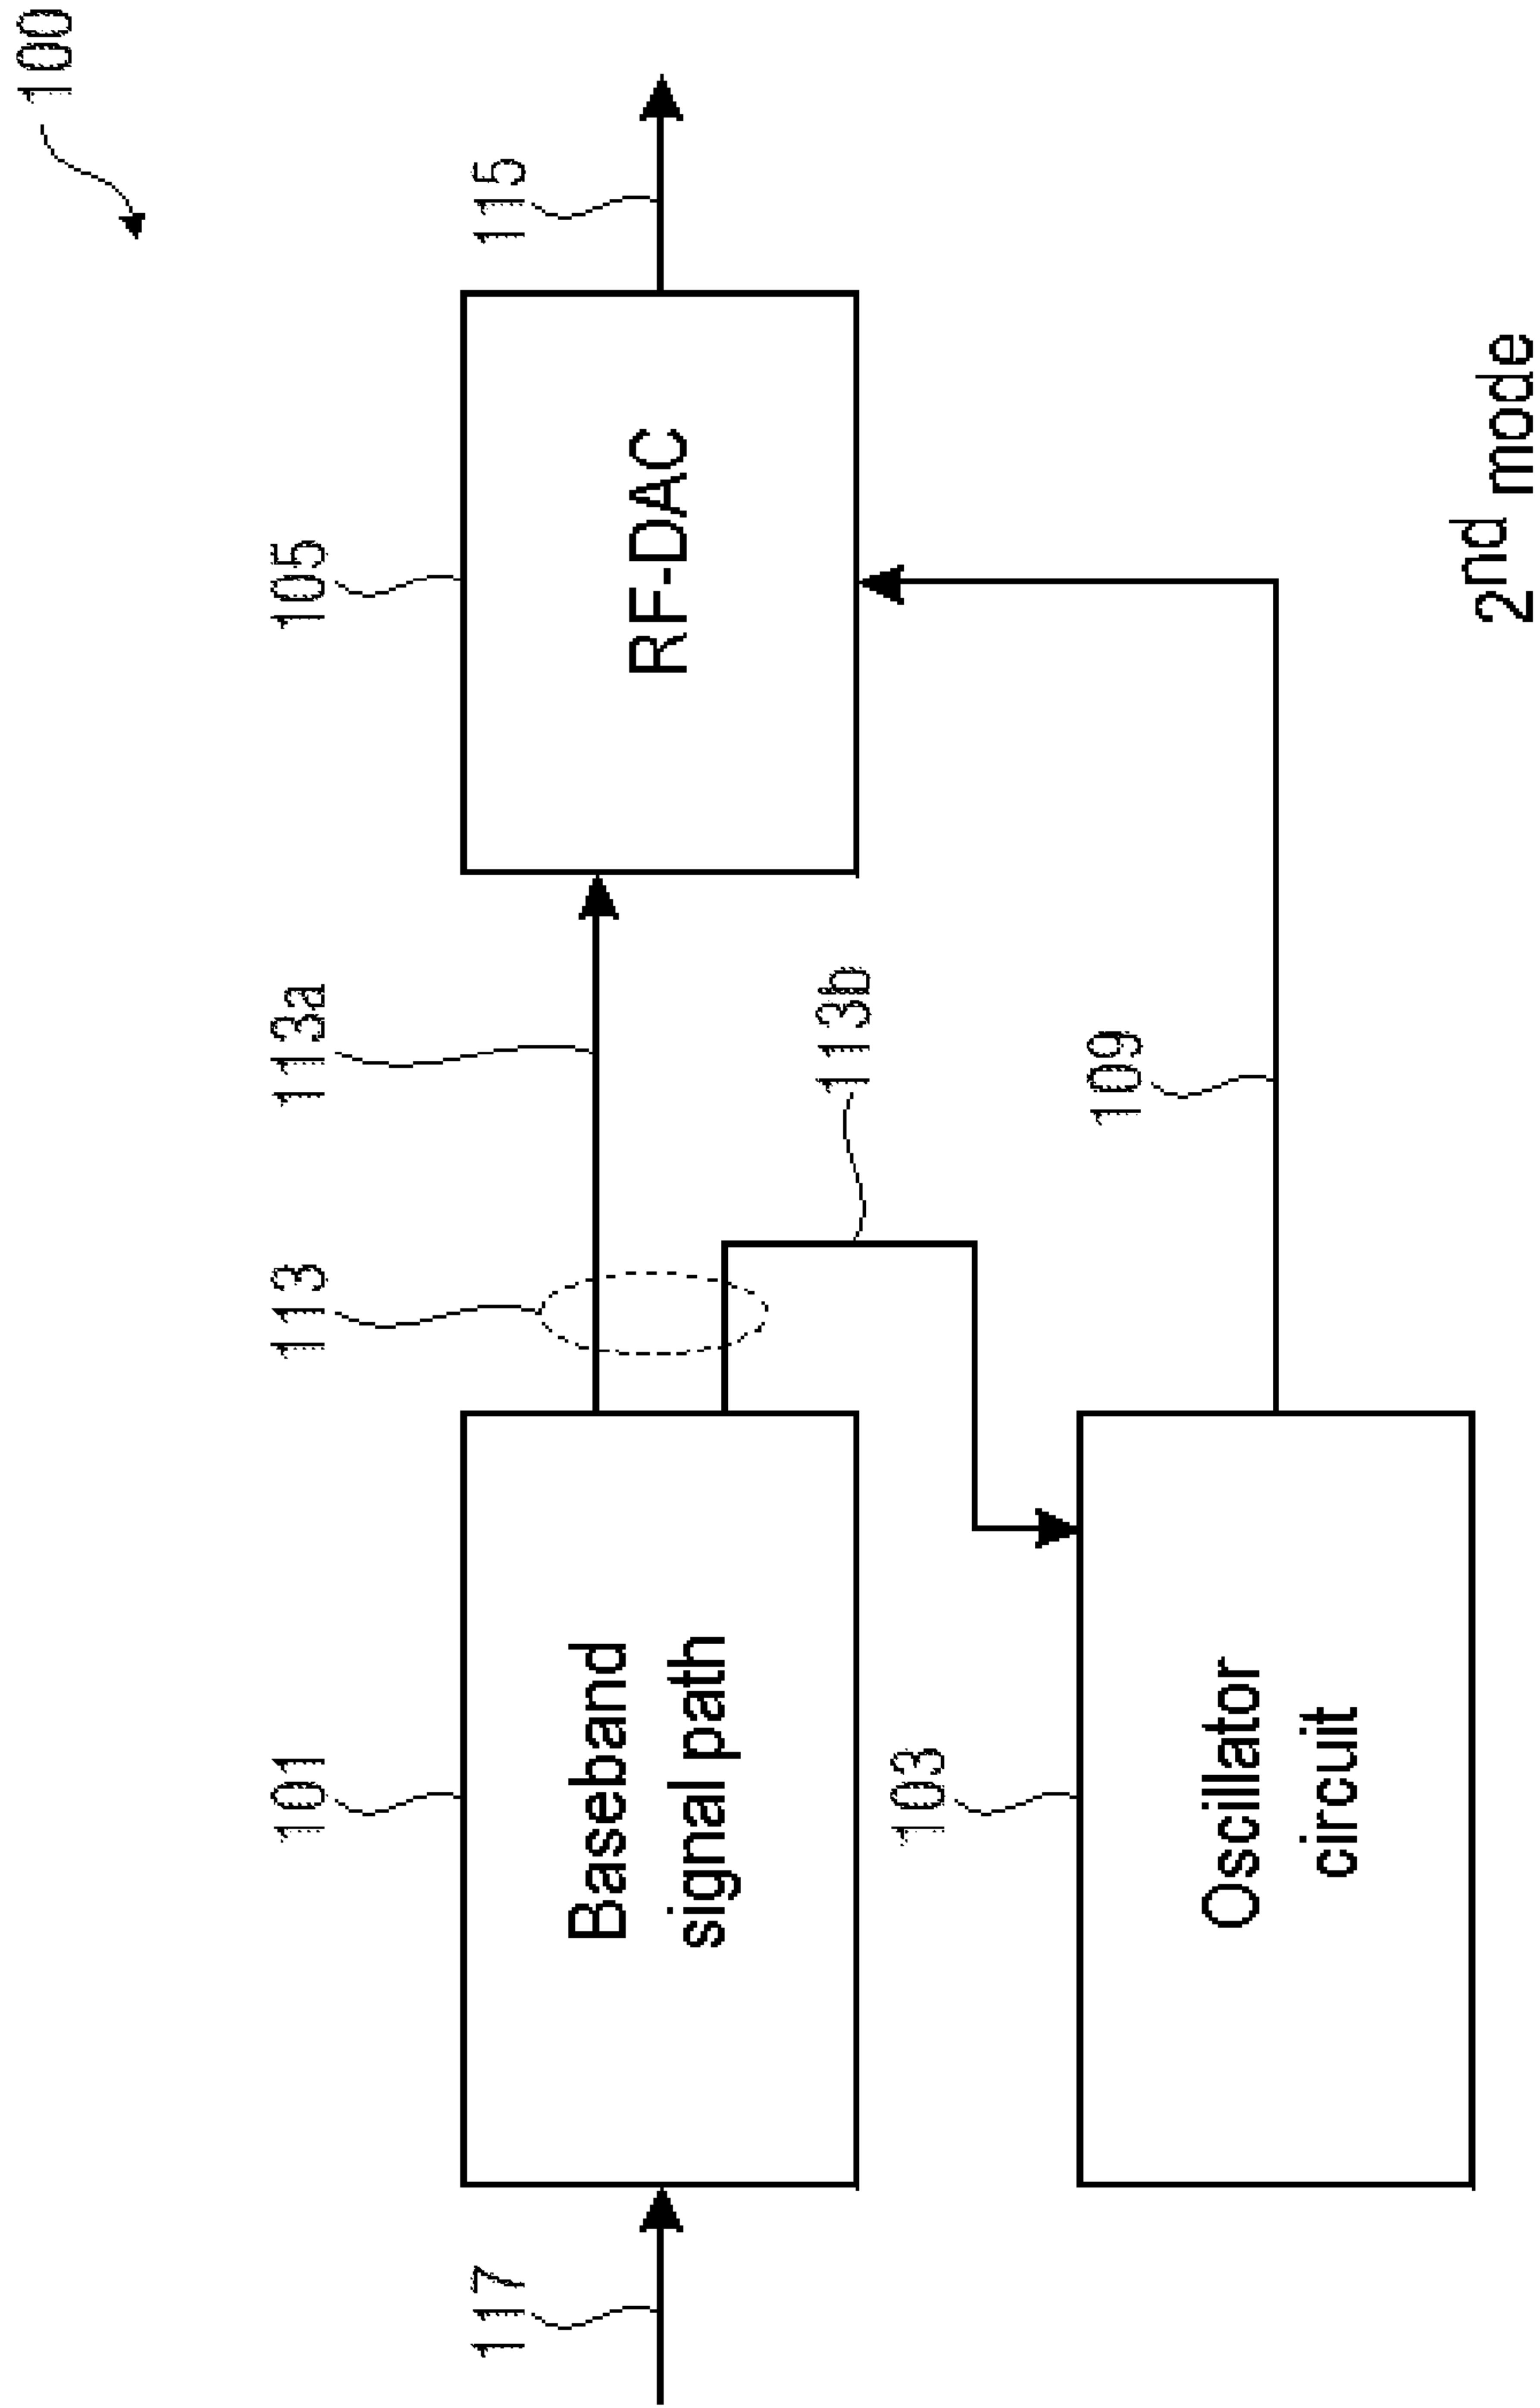 100
117
101
Baseband
signal path
113
113a
113b
105
RF-DAC
115
103
Oscillator
circuit
109
2nd mode